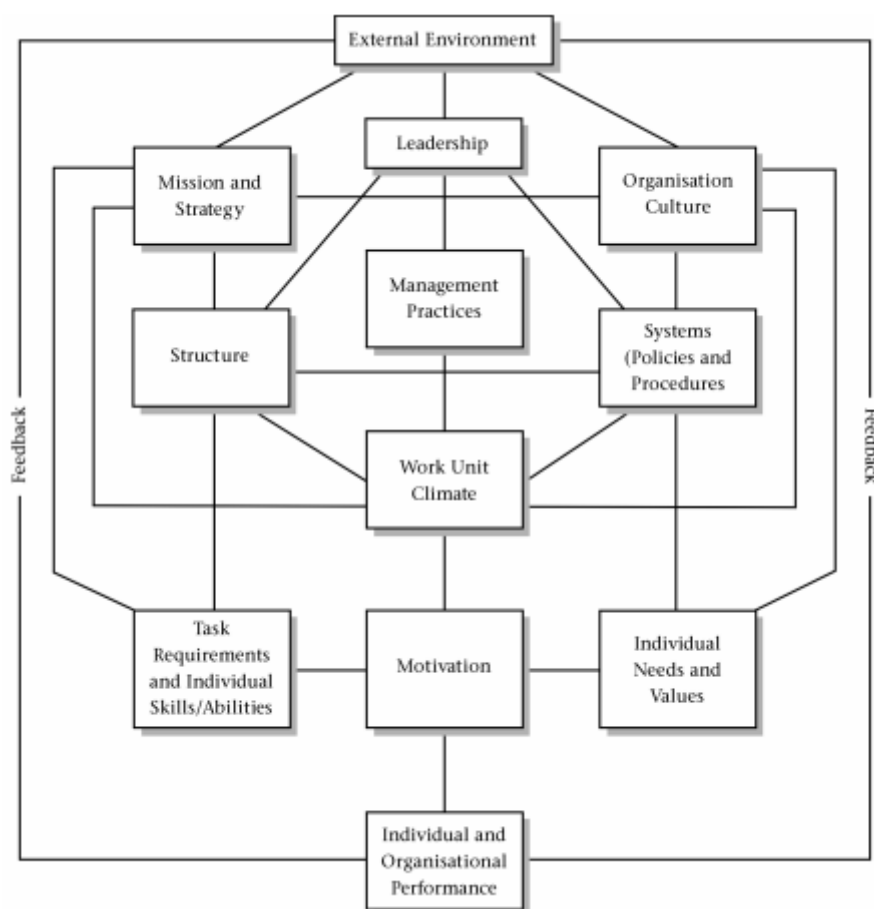 External Environment
Leadership
Mission and
Strategy
Organisation
Culture
Management
Practices
Structure
Systems
(Policies and
Procedures
Feedback
Feedback
Work Unit
Climate
Task
Requirements
and Individual
Skills/Abilities
Motivation
Individual
Needs and
Values
Individual and
Organisational
Performance